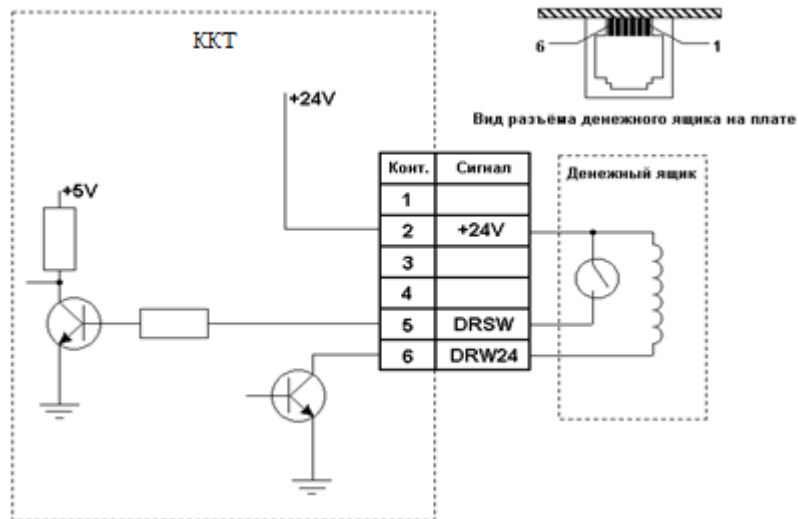 ККТ
6
1
Вид разъёма денежного ящика на плате
+24V
+5V
Конт. Сигнал
1
2 +24V
3
4
5 DRSW
6 DRW24
Денежный ящик